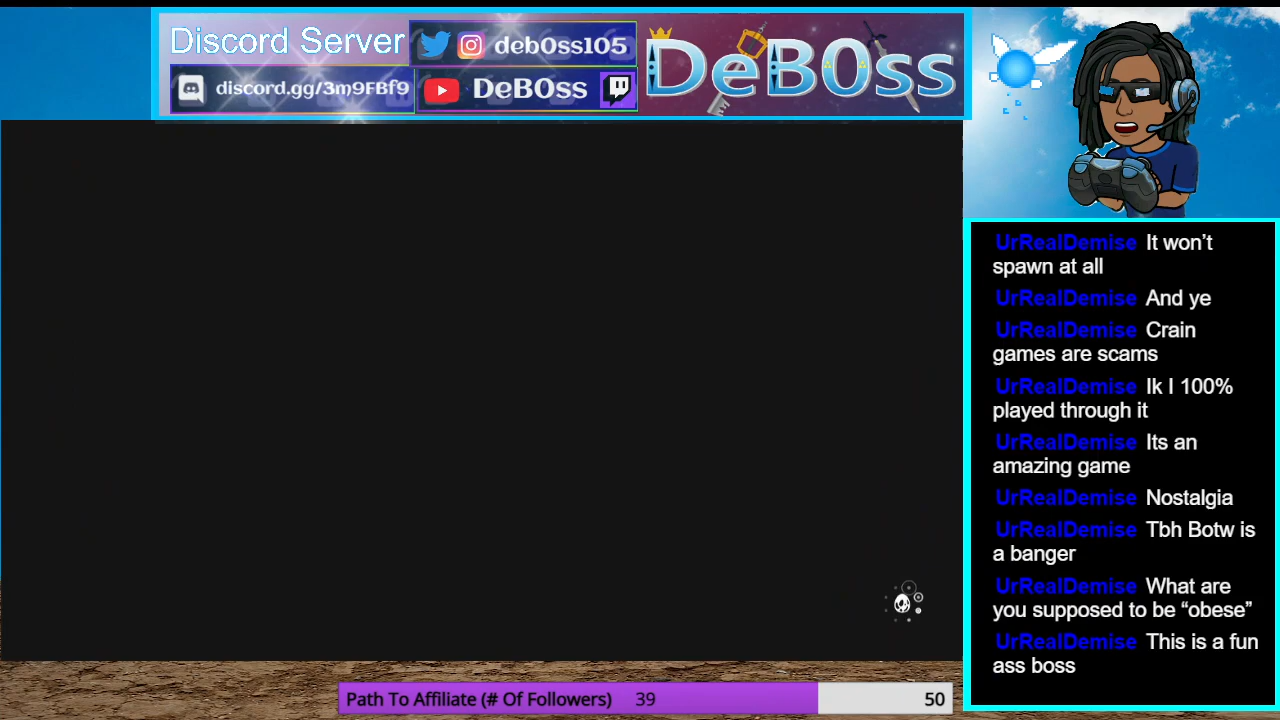 Discord Server
deb0ss105
discord.gg/3m9FBf9
DeB0ss
DeB0ss
UrRealDemise It won't
spawn at all
UrRealDemise And ye
UrRealDemise Crain
games are scams
UrRealDemise Ik I 100%
played through it
UrRealDemise Its an
amazing game
UrRealDemise Nostalgia
UrRealDemise Tbh Botw is
a banger
UrRealDemise What are
you supposed to be “obese”
UrRealDemise This is a fun
ass boss
Path To Affiliate (# Of Followers) 39 50